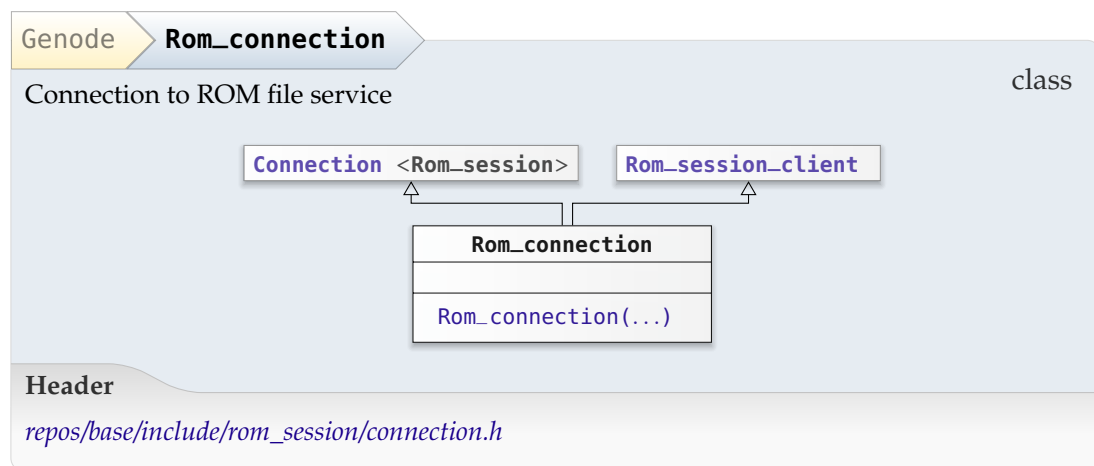 Genode Rom_connection
class
Connection to ROM file service
Connection <Rom_session> Rom_session_client
Rom_connection
Rom_connection(...)
Header
repos/base/include/rom_session/connection.h